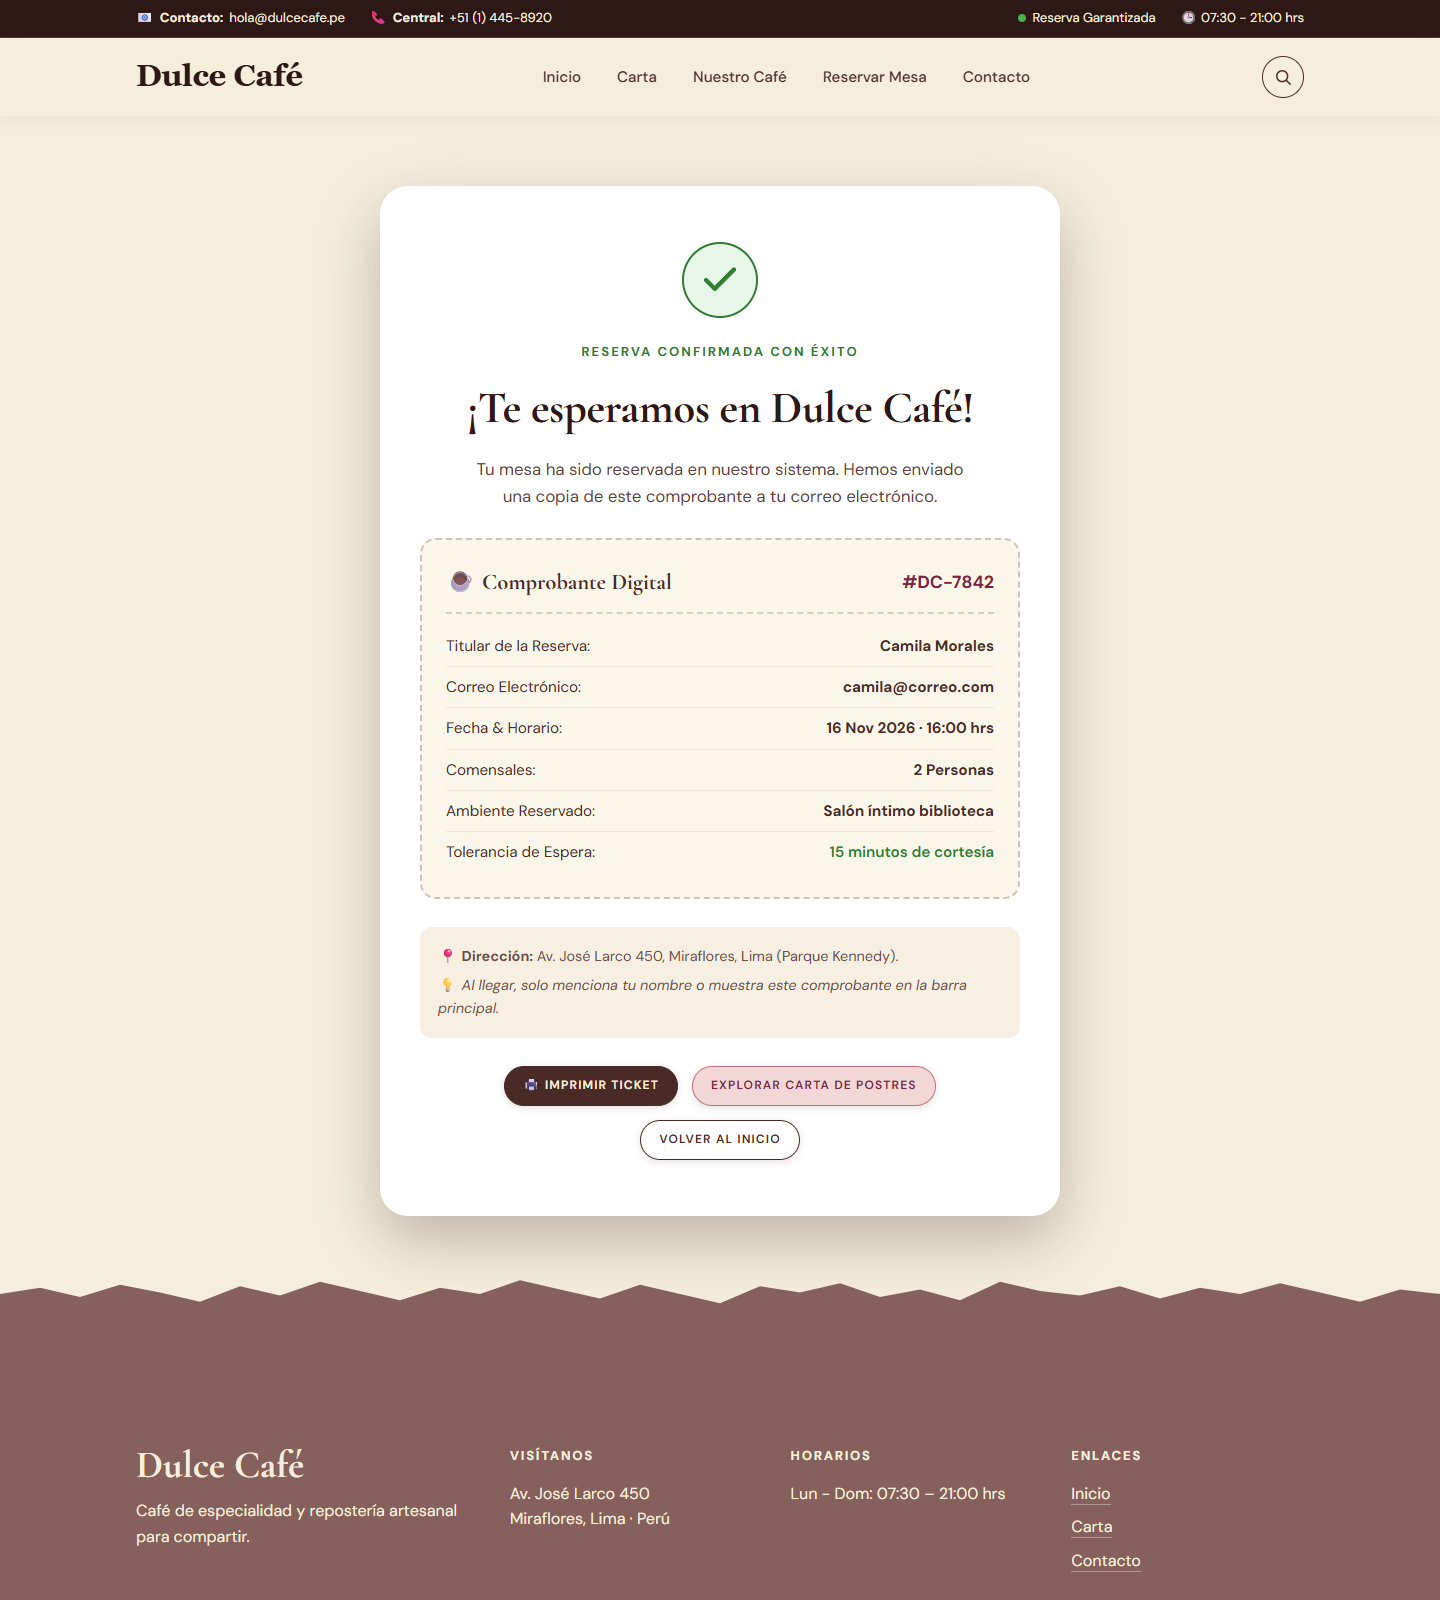 Contacto: hola@dulcecafe.pe Central: +51 (1) 445-8920 Reserva Garantizada 07:30 - 21:00 hrs
Dulce Café Inicio Carta Nuestro Café Reservar Mesa Contacto
RESERVA CONFIRMADA CON ÉXITO
¡Te esperamos en Dulce Café!
Tu mesa ha sido reservada en nuestro sistema. Hemos enviado
una copia de este comprobante a tu correo electrónico.
Comprobante Digital #DC-7842
Titular de la Reserva: Camila Morales
Correo Electrónico: camila@correo.com
Fecha & Horario: 16 Nov 2026 · 16:00 hrs
Comensales: 2 Personas
Ambiente Reservado: Salón íntimo biblioteca
Tolerancia de Espera: 15 minutos de cortesía
Dirección: Av. José Larco 450, Miraflores, Lima (Parque Kennedy).
Al llegar, solo menciona tu nombre o muestra este comprobante en la barra
principal.
IMPRIMIR TICKET EXPLORAR CARTA DE POSTRES
VOLVER AL INICIO
Dulce Café
Café de especialidad y repostería artesanal
para compartir.
VISÍTANOS
Av. José Larco 450
Miraflores, Lima · Perú
HORARIOS
Lun - Dom: 07:30 – 21:00 hrs
ENLACES
Inicio
Carta
Contacto